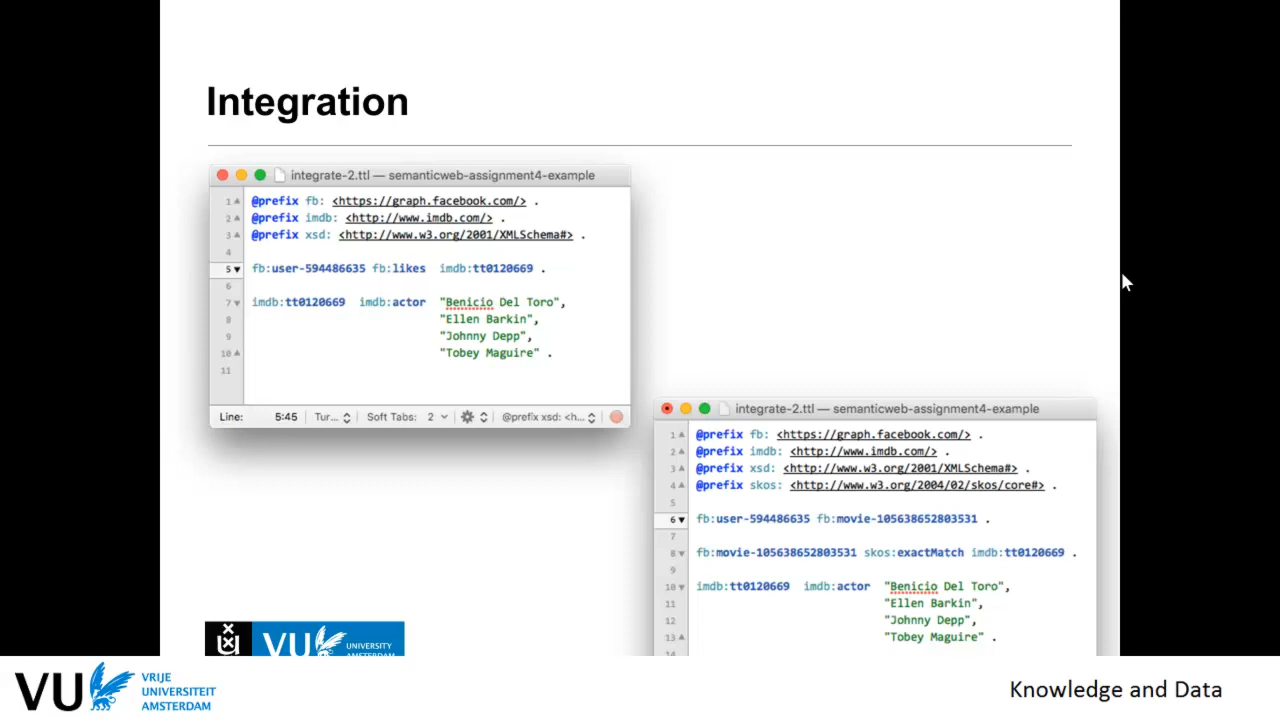 Integration
integrate-2.ttl — semanticweb-assignment4-example
1 @prefix fb: <https://graph.facebook.com/> .
2 @prefix imdb: <http://www.imdb.com/> .
3 @prefix xsd: <http://www.w3.org/2001/XMLSchema#> .
4
5 fb:user-594486635 fb:likes imdb:tt0120669 .
6
7 imdb:tt0120669 imdb:actor "Benicio Del Toro",
8 "Ellen Barkin",
9 "Johnny Depp",
10 "Tobey Maguire" .
11
Line: 5:45 Tur... Soft Tabs: 2 @prefix xsd: <h...
integrate-2.ttl — semanticweb-assignment4-example
1 @prefix fb: <https://graph.facebook.com/> .
2 @prefix imdb: <http://www.imdb.com/> .
3 @prefix xsd: <http://www.w3.org/2001/XMLSchema#> .
4 @prefix skos: <http://www.w3.org/2004/02/skos/core#> .
5
6 fb:user-594486635 fb:movie-105638652803531 .
7
8 fb:movie-105638652803531 skos:exactMatch imdb:tt0120669 .
9
10 imdb:tt0120669 imdb:actor "Benicio Del Toro",
11 "Ellen Barkin",
12 "Johnny Depp",
13 "Tobey Maguire" .
14
VU UNIVERSITY
AMSTERDAM
VU VRIJE
UNIVERSITEIT
AMSTERDAM
Knowledge and Data